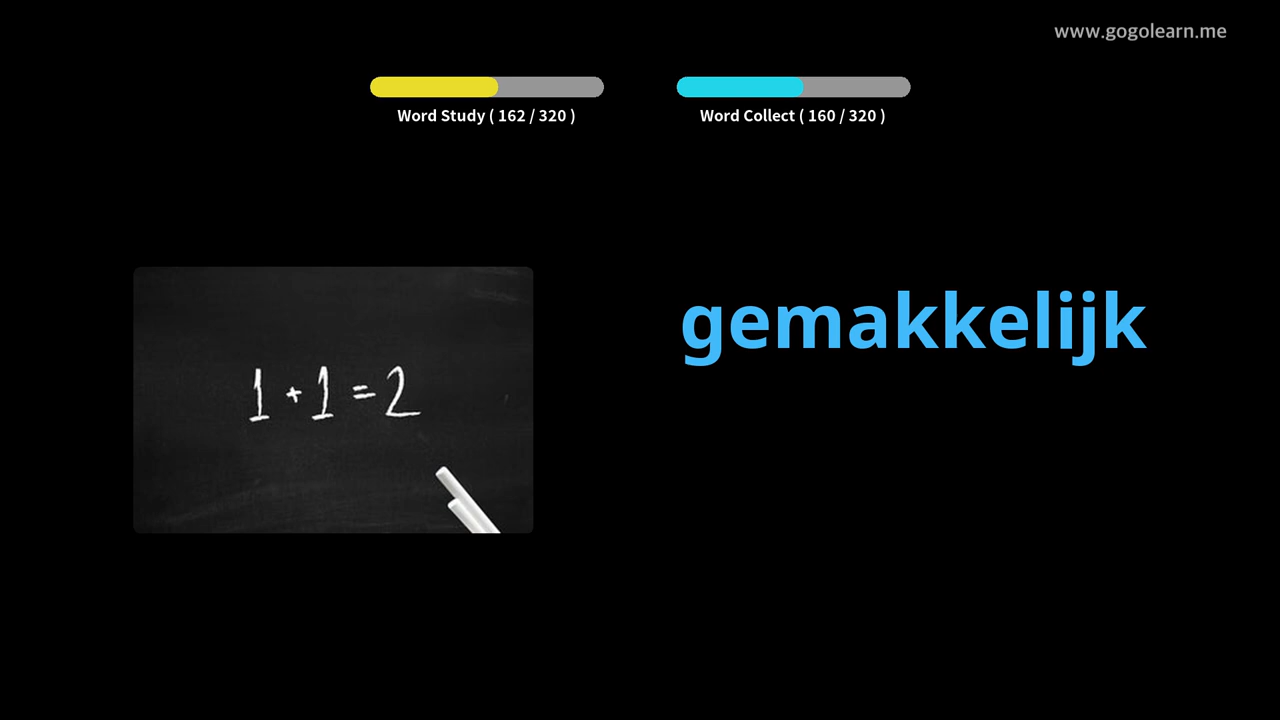 www.gogolearn.me
Word Study ( 162 / 320 )
Word Collect ( 160 / 320 )
gemakkelijk
1 + 1 = 2